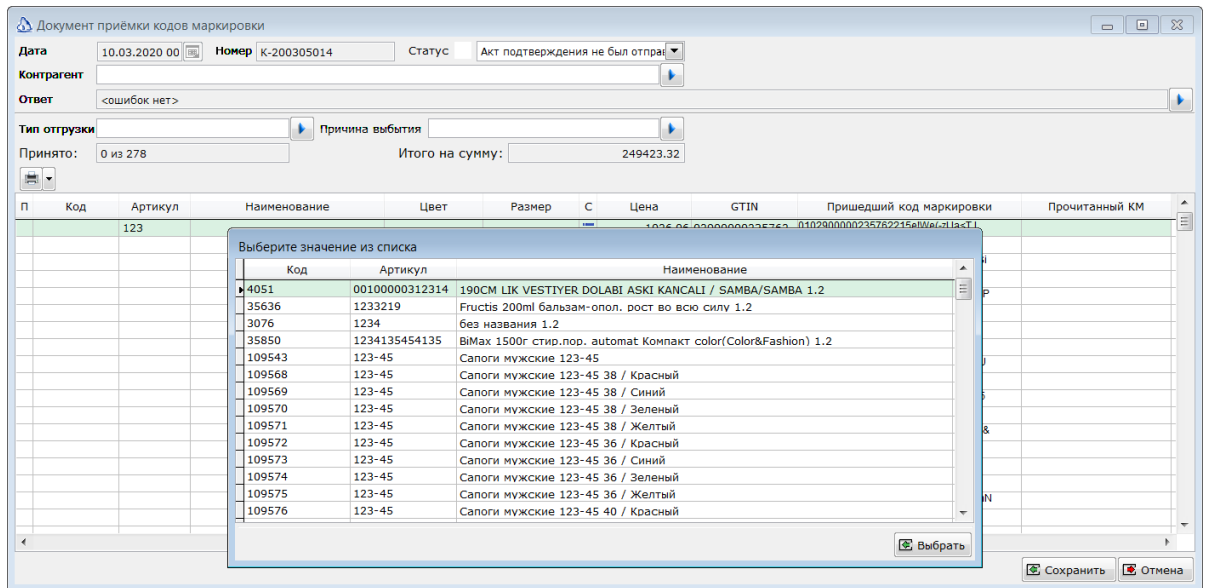 Документ приёмки кодов маркировки
Дата 10.03.2020 00 Номер К-200305014 Статус Акт подтверждения не был отправ
Контрагент
Ответ <ошибок нет>
Тип отгрузки Причина выбытия
Принято: 0 из 278 Итого на сумму: 249423.32
П Код Артикул Наименование Цвет Размер С Цена GTIN Пришедший код маркировки Прочитанный КМ
123
Выберите значение из списка
Код Артикул Наименование
4051 00100000312314 190CM LIK VESTIYER DOLABI ASKI KANCALI / SAMBA/SAMBA 1.2
35636 1233219 Fructis 200ml бальзам-опол. рост во всю силу 1.2
3076 1234 без названия 1.2
35850 1234135454135 BiMax 1500г стир.пор. automat Компакт color(Color&Fashion) 1.2
109543 123-45 Сапоги мужские 123-45
109568 123-45 Сапоги мужские 123-45 38 / Красный
109569 123-45 Сапоги мужские 123-45 38 / Синий
109570 123-45 Сапоги мужские 123-45 38 / Зеленый
109571 123-45 Сапоги мужские 123-45 38 / Желтый
109572 123-45 Сапоги мужские 123-45 36 / Красный
109573 123-45 Сапоги мужские 123-45 36 / Синий
109574 123-45 Сапоги мужские 123-45 36 / Зеленый
109575 123-45 Сапоги мужские 123-45 36 / Желтый
109576 123-45 Сапоги мужские 123-45 40 / Красный
Выбрать
Сохранить Отмена